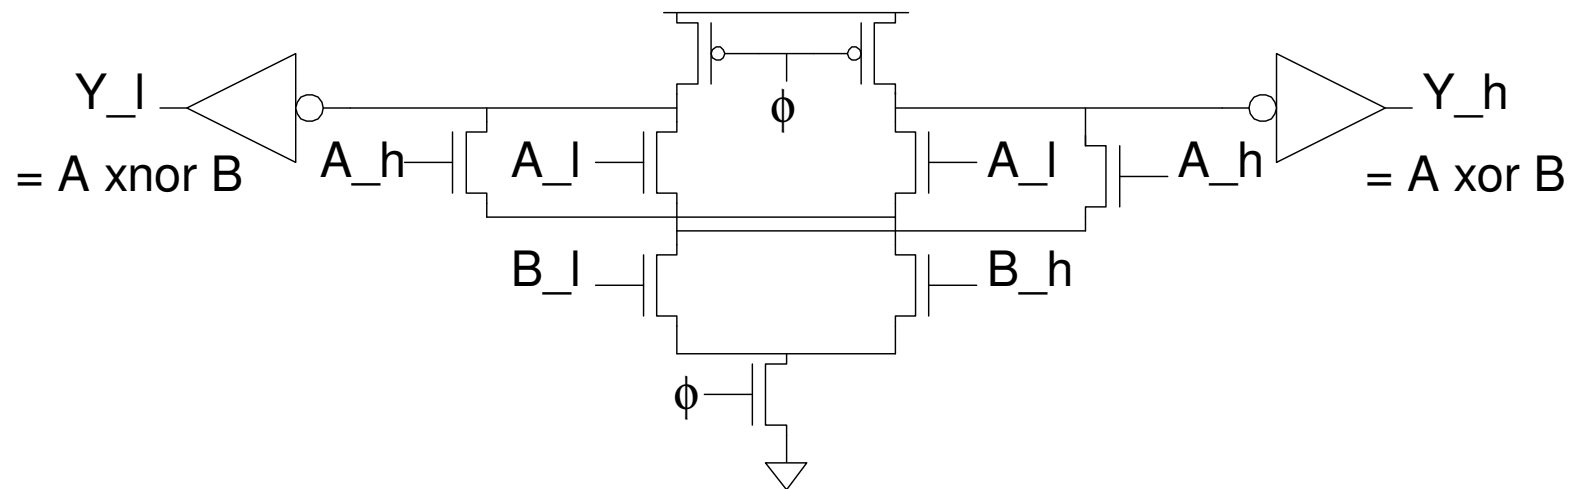 Y_l
ϕ
Y_h
= A xnor B
A_h
A_l
A_l
A_h
= A xor B
B_l
B_h
ϕ